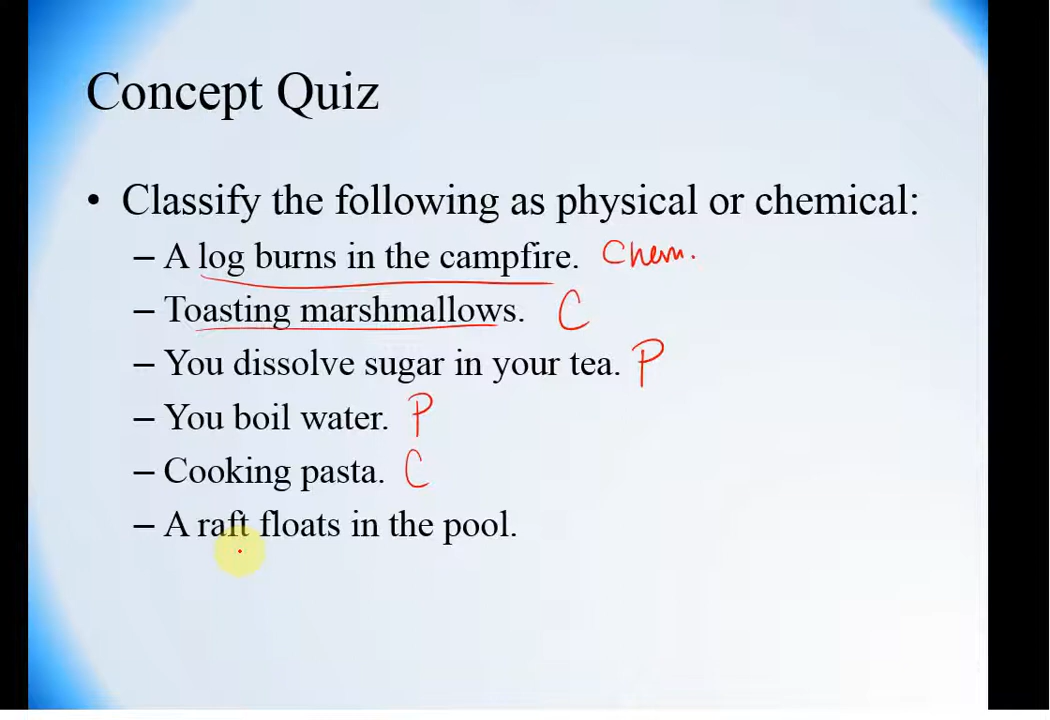 Concept Quiz
• Classify the following as physical or chemical:
– A log burns in the campfire. Chem.
– Toasting marshmallows. C
– You dissolve sugar in your tea. P
– You boil water. P
– Cooking pasta. C
– A raft floats in the pool.